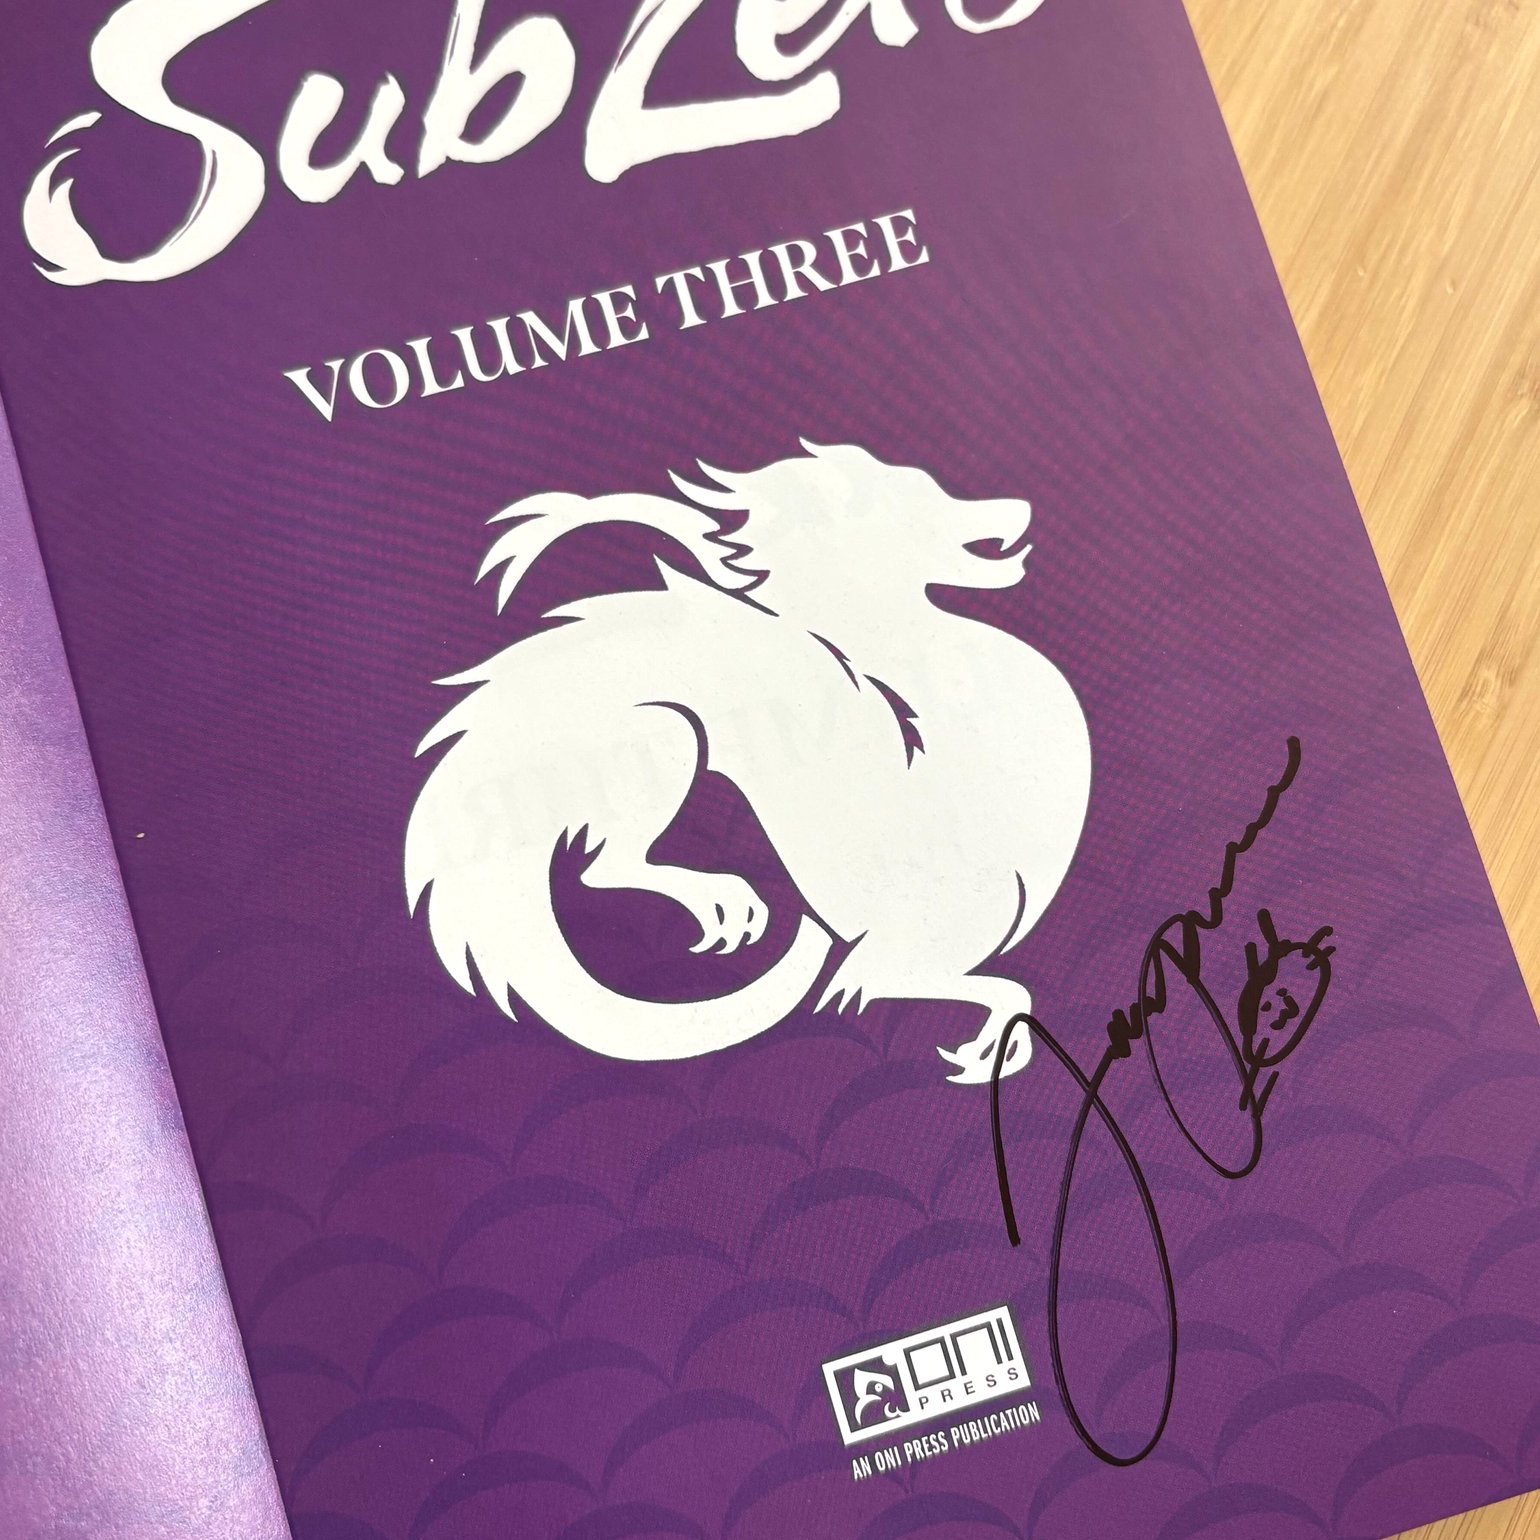 SubZero
VOLUME THREE
ONI
PRESS
AN ONI PRESS PUBLICATION